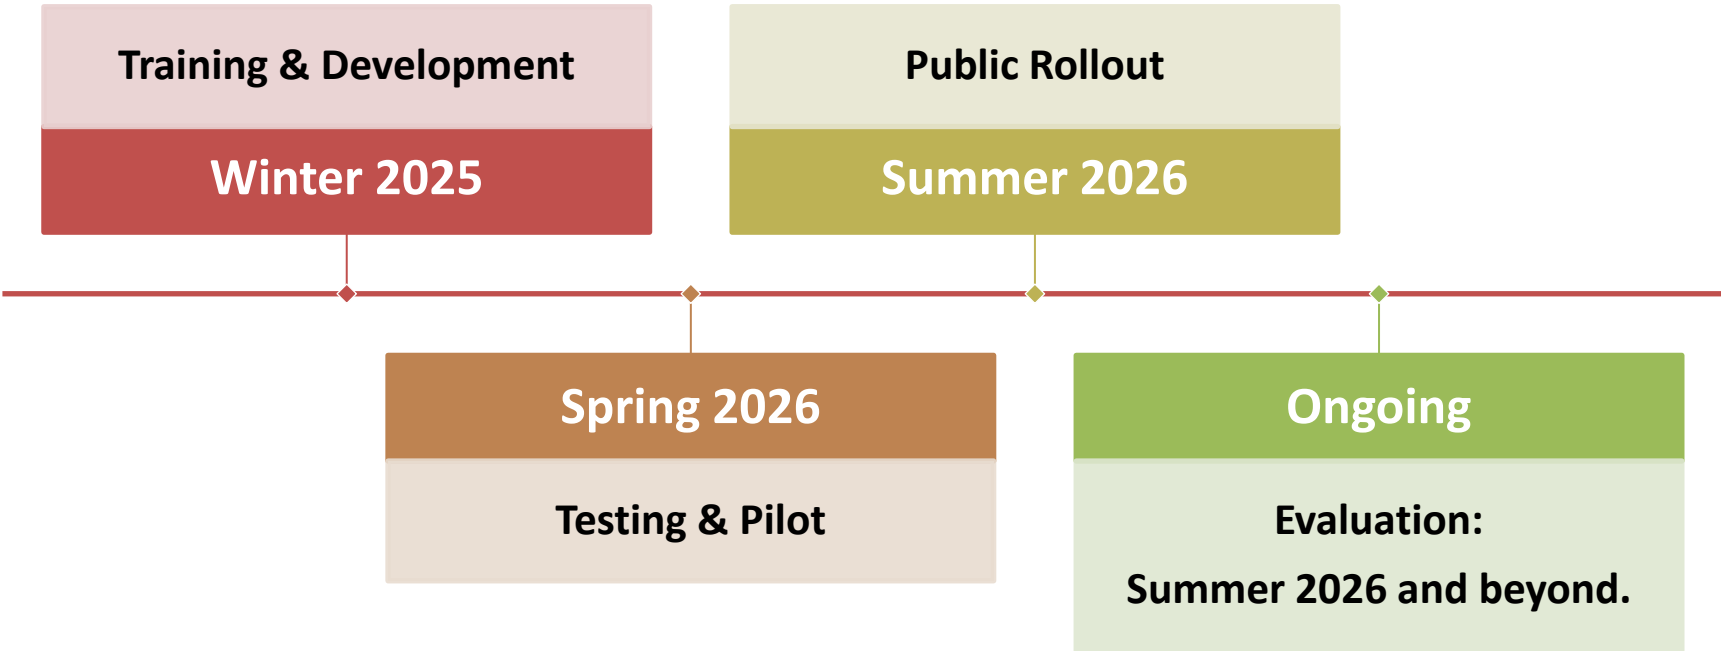 Training & Development
Winter 2025
Public Rollout
Summer 2026
Spring 2026
Testing & Pilot
Ongoing
Evaluation:
Summer 2026 and beyond.